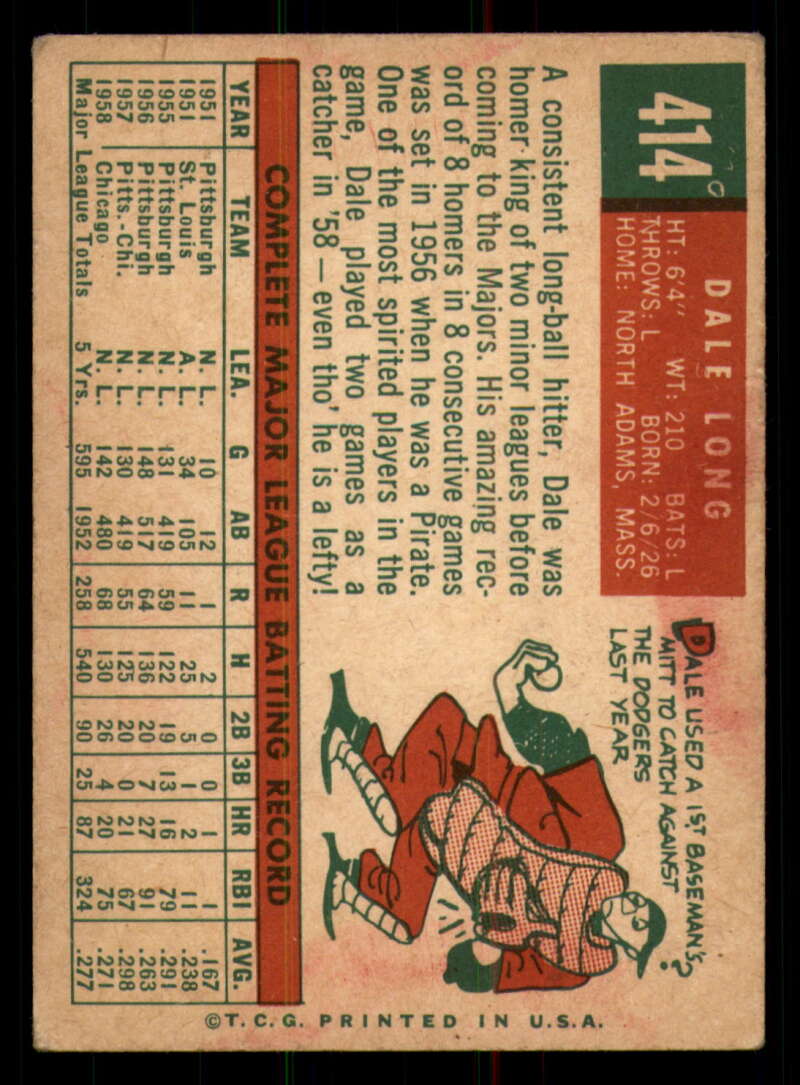 414
DALE LONG
HT: 6'4" WT: 210 BATS: L
THROWS: L BORN: 2/6/26
HOME: NORTH ADAMS, MASS.
A consistent long-ball hitter, Dale was
homer king of two minor leagues before
coming to the Majors. His amazing rec-
ord of 8 homers in 8 consecutive games
was set in 1956 when he was a Pirate.
One of the most spirited players in the
game, Dale played two games as a
catcher in '58—even tho' he is a lefty!
DALE USED A 1ST BASEMAN'S
MITT TO CATCH AGAINST
THE DODGERS
LAST YEAR
COMPLETE MAJOR LEAGUE BATTING RECORD
YEAR TEAM LEA. G AB R H 2B 3B HR RBI AVG.
1951 Pittsburgh N. L. 10 12 1 2 0 0 1 1 .167
1951 St. Louis A. L. 34 105 11 25 5 1 2 11 .238
1955 Pittsburgh N. L. 131 419 59 122 19 13 16 79 .291
1956 Pittsburgh N. L. 148 517 64 136 20 7 27 91 .263
1957 Pitts.-Chi. N. L. 130 419 55 125 20 0 21 67 .298
1958 Chicago N. L. 142 480 68 130 26 4 20 75 .271
Major League Totals 5 Yrs. 595 1952 258 540 90 25 87 324 .277
© T. C. G. PRINTED IN U.S.A.